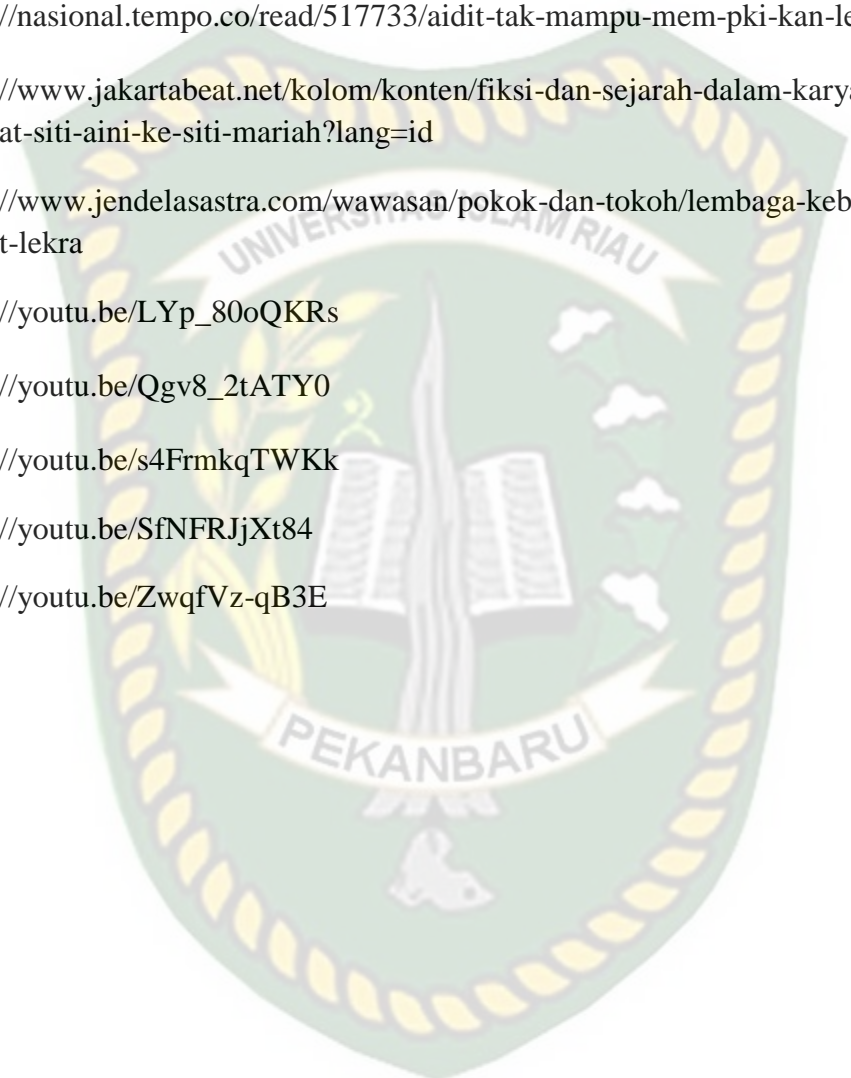 //nasional.tempo.co/read/517733/aidit-tak-mampu-mem-pki-kan-le
//www.jakartabeat.net/kolom/konten/fiksi-dan-sejarah-dalam-karya
at-siti-aini-ke-siti-mariah?lang=id
//www.jendelasastra.com/wawasan/pokok-dan-tokoh/lembaga-keb
t-lekra
UNIVERSITAS ISLAM RIAU
//youtu.be/LYp_80oQKRs
//youtu.be/Qgv8_2tATY0
//youtu.be/s4FrmkqTWKk
//youtu.be/SfNFRJjXt84
//youtu.be/ZwqfVz-qB3E
PEKANBARU